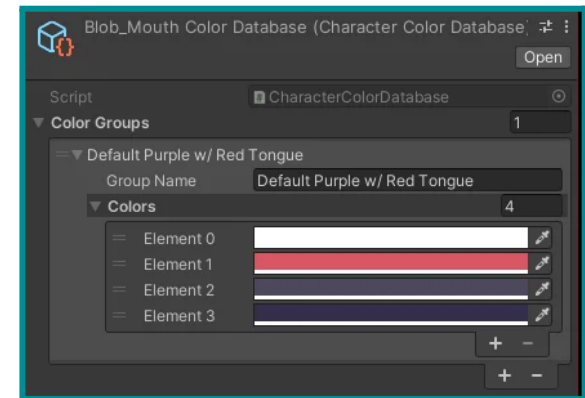 Blob_Mouth Color Database (Character Color Database)
Open
Script CharacterColorDatabase
Color Groups 1
Default Purple w/ Red Tongue
Group Name Default Purple w/ Red Tongue
Colors 4
Element 0
Element 1
Element 2
Element 3
+ -
+ -